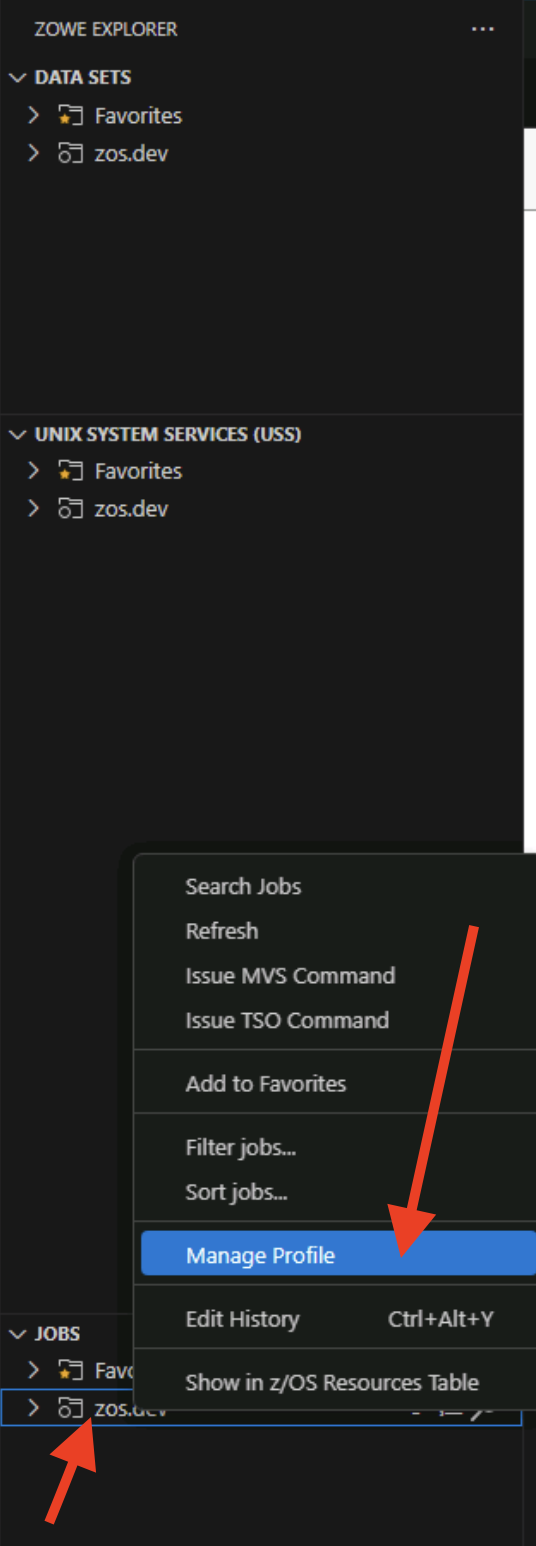 ZOWE EXPLORER
DATA SETS
Favorites
zos.dev
UNIX SYSTEM SERVICES (USS)
Favorites
zos.dev
Search Jobs
Refresh
Issue MVS Command
Issue TSO Command
Add to Favorites
Filter jobs...
Sort jobs...
Manage Profile
Edit History Ctrl+Alt+Y
Show in z/OS Resources Table
JOBS
Favo
zos.dev